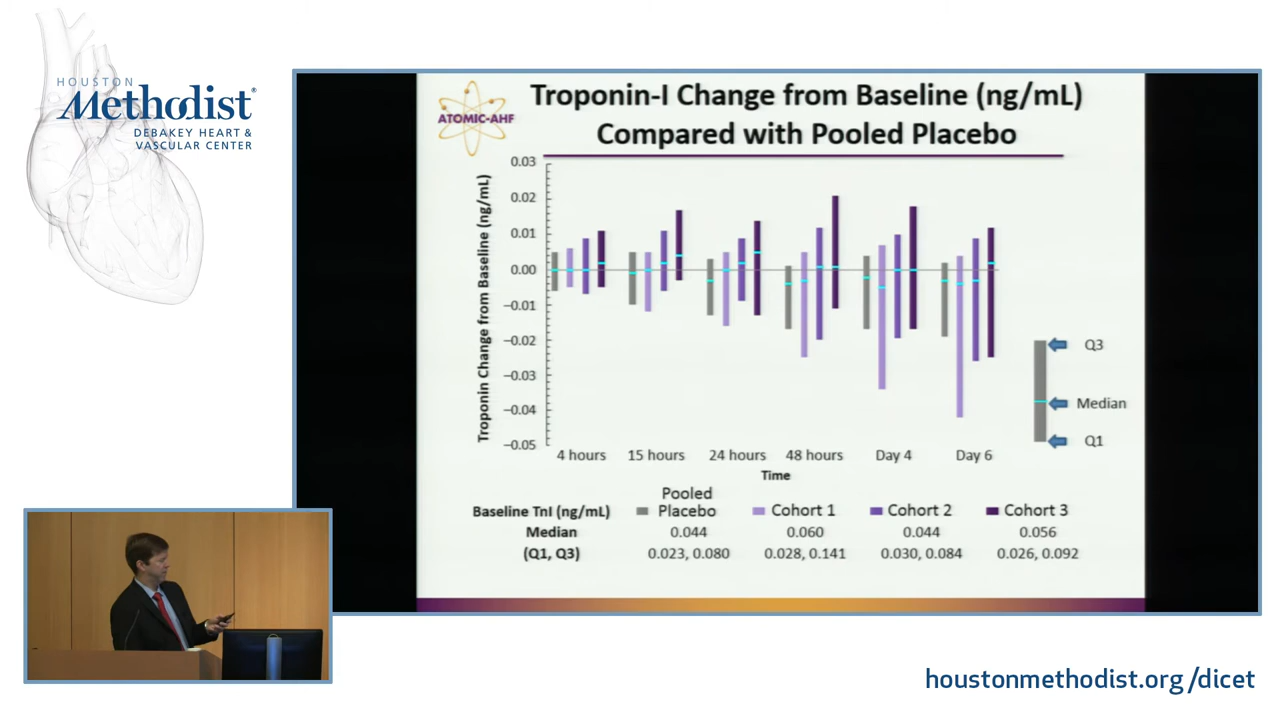 HOUSTON
Methodist®
DEBAKEY HEART &
VASCULAR CENTER
ATOMIC-AHF
Troponin-I Change from Baseline (ng/mL)
Compared with Pooled Placebo
Troponin Change from Baseline (ng/mL)
0.03
0.02
0.01
0.00
−0.01
−0.02
−0.03
−0.04
−0.05
4 hours 15 hours 24 hours 48 hours Day 4 Day 6
Time
Q3
Median
Q1
Baseline TnI (ng/mL) Pooled Placebo Cohort 1 Cohort 2 Cohort 3
Median 0.044 0.060 0.044 0.056
(Q1, Q3) 0.023, 0.080 0.028, 0.141 0.030, 0.084 0.026, 0.092
houstonmethodist.org/dicet